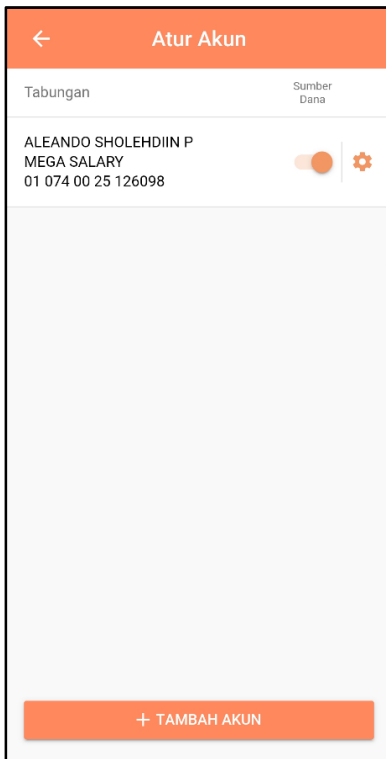 Atur Akun
Tabungan
Sumber
Dana
ALEANDO SHOLEHDIIN P
MEGA SALARY
01 074 00 25 126098
+ TAMBAH AKUN